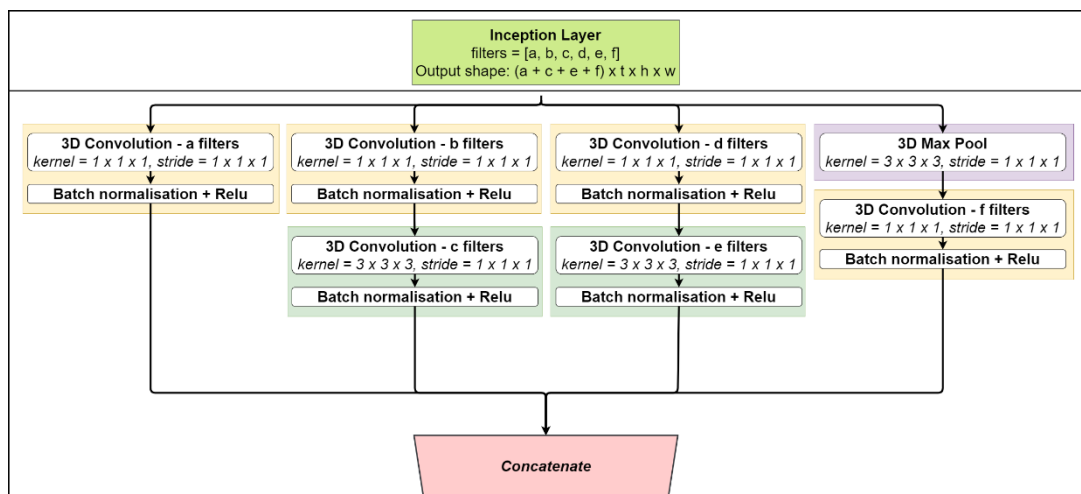 Inception Layer
filters = [a, b, c, d, e, f]
Output shape: (a + c + e + f) x t x h x w
3D Convolution - a filters
kernel = 1 x 1 x 1, stride = 1 x 1 x 1
Batch normalisation + Relu
3D Convolution - b filters
kernel = 1 x 1 x 1, stride = 1 x 1 x 1
Batch normalisation + Relu
3D Convolution - c filters
kernel = 3 x 3 x 3, stride = 1 x 1 x 1
Batch normalisation + Relu
3D Convolution - d filters
kernel = 1 x 1 x 1, stride = 1 x 1 x 1
Batch normalisation + Relu
3D Convolution - e filters
kernel = 3 x 3 x 3, stride = 1 x 1 x 1
Batch normalisation + Relu
3D Max Pool
kernel = 3 x 3 x 3, stride = 1 x 1 x 1
3D Convolution - f filters
kernel = 1 x 1 x 1, stride = 1 x 1 x 1
Batch normalisation + Relu
Concatenate